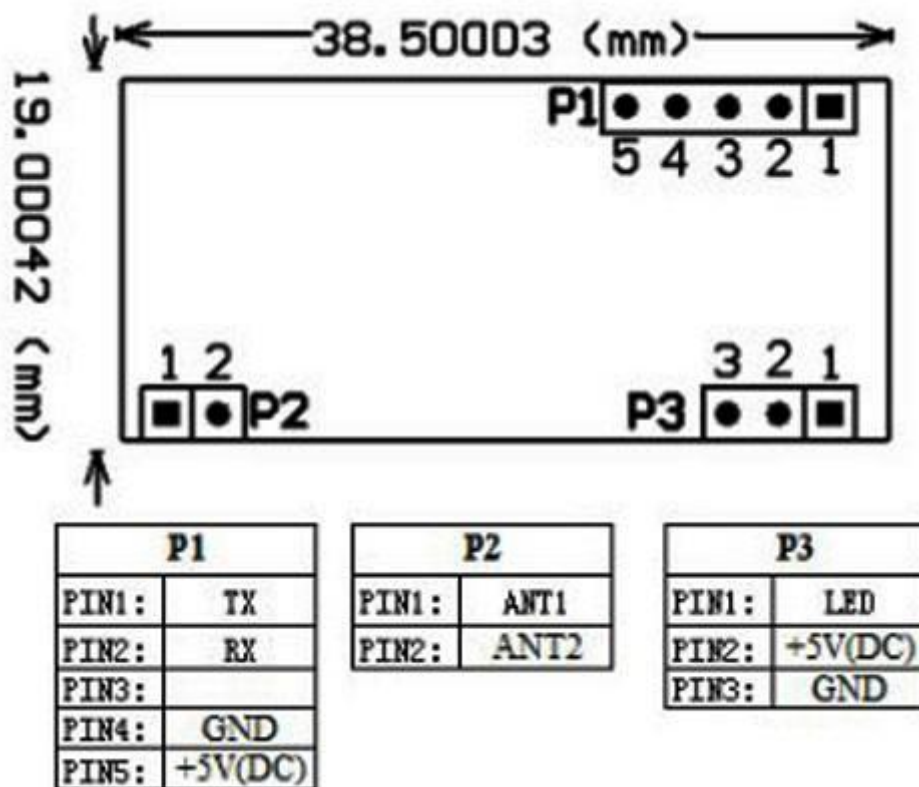 38.500D3 (mm)
19.00042 (mm)
P1
5 4 3 2 1
1 2
P2
3 2 1
P3
P1
PIN1: TX
PIN2: RX
PIN3:
PIN4: GND
PIN5: +5V(DC)
P2
PIN1: ANT1
PIN2: ANT2
P3
PIN1: LED
PIN2: +5V(DC)
PIN3: GND